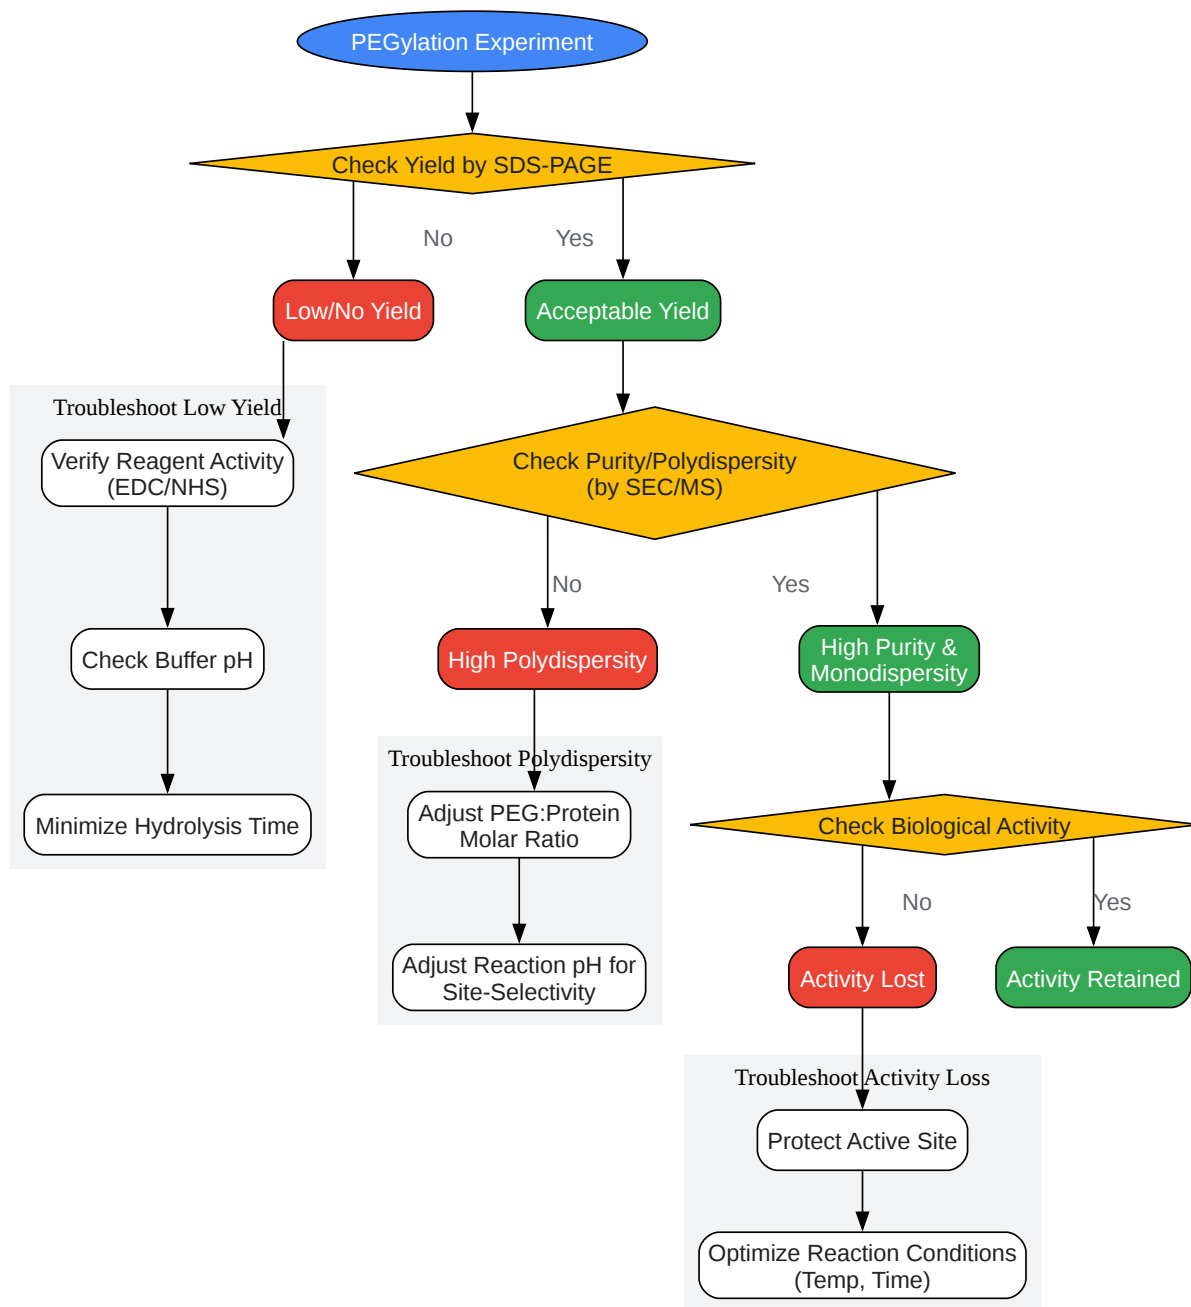 PEGylation Experiment
Check Yield by SDS-PAGE
No
Yes
Low/No Yield
Acceptable Yield
Troubleshoot Low Yield
Verify Reagent Activity
(EDC/NHS)
Check Buffer pH
Minimize Hydrolysis Time
Check Purity/Polydispersity
(by SEC/MS)
No
Yes
High Polydispersity
High Purity &
Monodispersity
Troubleshoot Polydispersity
Adjust PEG:Protein
Molar Ratio
Adjust Reaction pH for
Site-Selectivity
Check Biological Activity
No
Yes
Activity Lost
Activity Retained
Troubleshoot Activity Loss
Protect Active Site
Optimize Reaction Conditions
(Temp, Time)